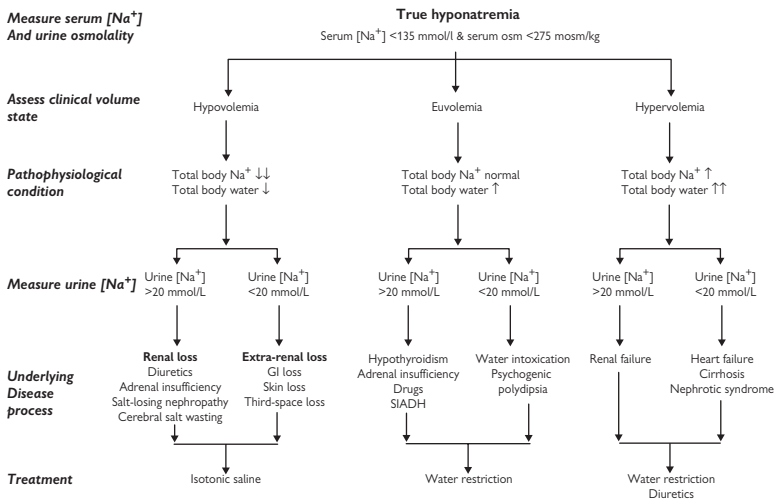 Measure serum [Na+]
And urine osmolality
True hyponatremia
Serum [Na+] <135 mmol/l & serum osm <275 mosm/kg
Assess clinical volume
state
Hypovolemia
Euvolemia
Hypervolemia
Pathophysiological
condition
Total body Na+ ↓↓
Total body water ↓
Total body Na+ normal
Total body water ↑
Total body Na+ ↑
Total body water ↑↑
Measure urine [Na+]
Urine [Na+]
>20 mmol/L
Urine [Na+]
<20 mmol/L
Urine [Na+]
>20 mmol/L
Urine [Na+]
<20 mmol/L
Urine [Na+]
>20 mmol/L
Urine [Na+]
<20 mmol/L
Underlying
Disease
process
Renal loss
Diuretics
Adrenal insufficiency
Salt-losing nephropathy
Cerebral salt wasting
Extra-renal loss
GI loss
Skin loss
Third-space loss
Hypothyroidism
Adrenal insufficiency
Drugs
SIADH
Water intoxication
Psychogenic
polydipsia
Renal failure
Heart failure
Cirrhosis
Nephrotic syndrome
Treatment
Isotonic saline
Water restriction
Water restriction
Diuretics